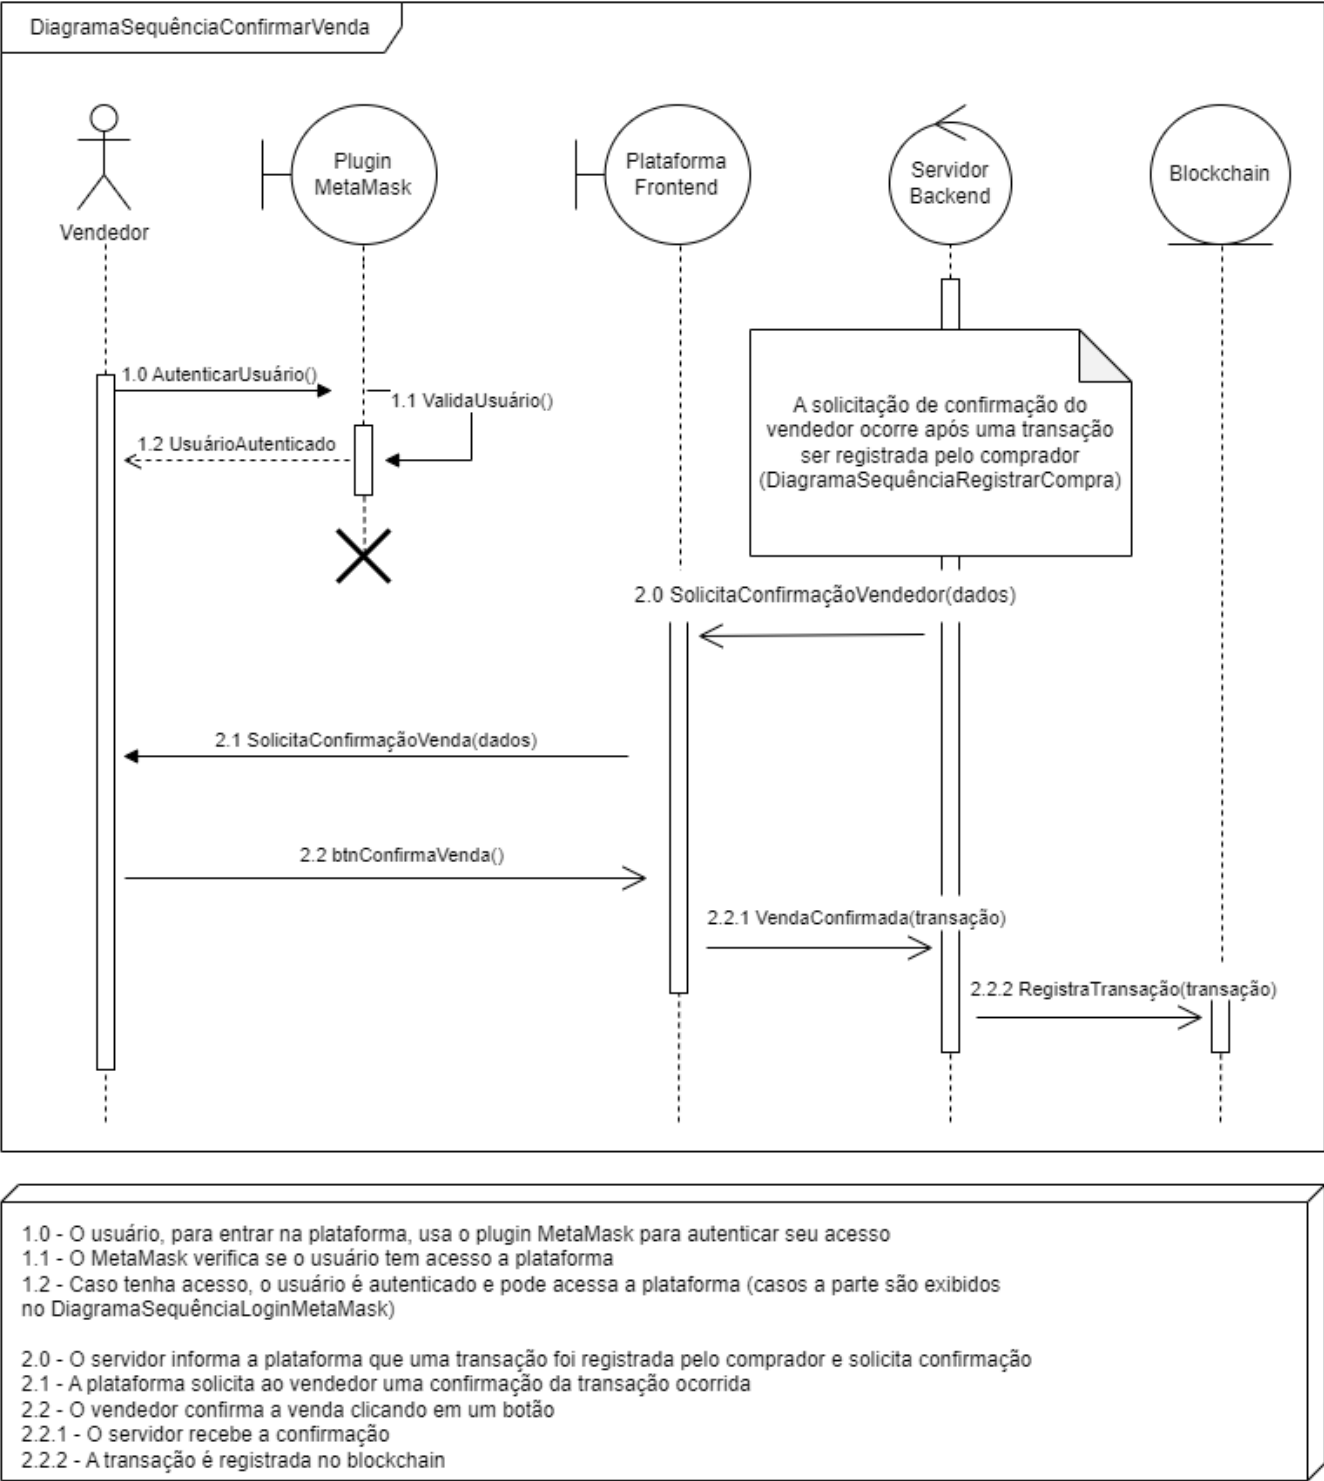 DiagramaSequênciaConfirmarVenda
Plugin
MetaMask
Plataforma
Frontend
Servidor
Backend
Blockchain
Vendedor
1.0 AutenticarUsuário()
1.1 ValidaUsuário()
1.2 UsuárioAutenticado
A solicitação de confirmação do
vendedor ocorre após uma transação
ser registrada pelo comprador
(DiagramaSequênciaRegistrarCompra)
2.0 SolicitaConfirmaçãoVendedor(dados)
2.1 SolicitaConfirmaçãoVenda(dados)
2.2 btnConfirmaVenda()
2.2.1 VendaConfirmada(transação)
2.2.2 RegistraTransação(transação)
1.0 - O usuário, para entrar na plataforma, usa o plugin MetaMask para autenticar seu acesso
1.1 - O MetaMask verifica se o usuário tem acesso a plataforma
1.2 - Caso tenha acesso, o usuário é autenticado e pode acessa a plataforma (casos a parte são exibidos
no DiagramaSequênciaLoginMetaMask)
2.0 - O servidor informa a plataforma que uma transação foi registrada pelo comprador e solicita confirmação
2.1 - A plataforma solicita ao vendedor uma confirmação da transação ocorrida
2.2 - O vendedor confirma a venda clicando em um botão
2.2.1 - O servidor recebe a confirmação
2.2.2 - A transação é registrada no blockchain